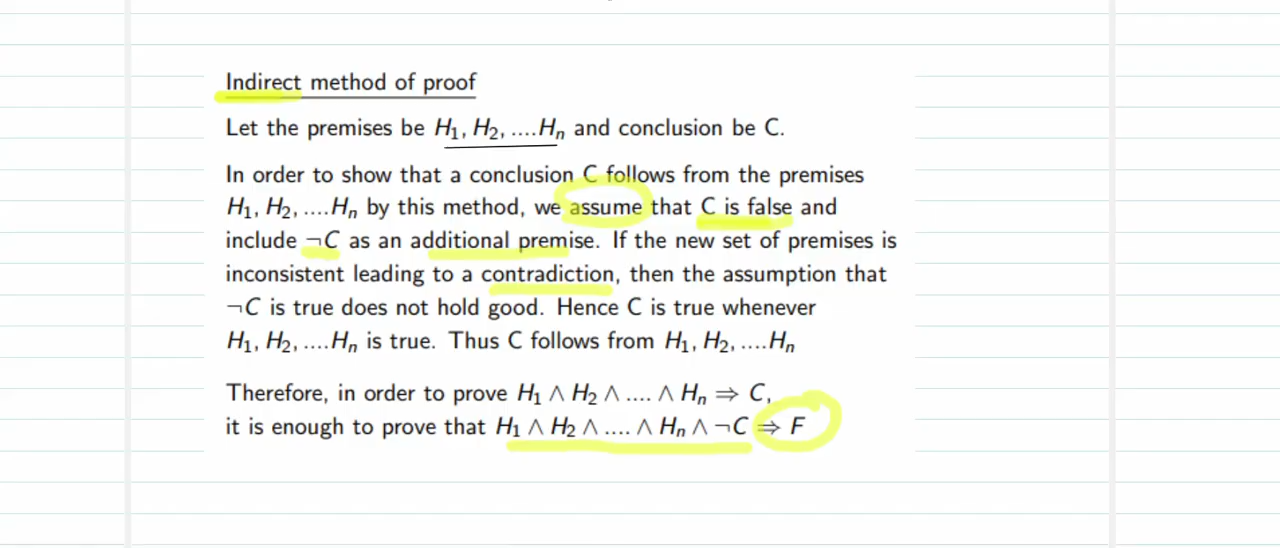 Indirect method of proof
Let the premises be H₁, H₂, ....Hₙ and conclusion be C.
In order to show that a conclusion C follows from the premises
H₁, H₂, ....Hₙ by this method, we assume that C is false and
include ¬C as an additional premise. If the new set of premises is
inconsistent leading to a contradiction, then the assumption that
¬C is true does not hold good. Hence C is true whenever
H₁, H₂, ....Hₙ is true. Thus C follows from H₁, H₂, ....Hₙ
Therefore, in order to prove H₁ ∧ H₂ ∧ .... ∧ Hₙ ⇒ C,
it is enough to prove that H₁ ∧ H₂ ∧ .... ∧ Hₙ ∧ ¬C ⇒ F